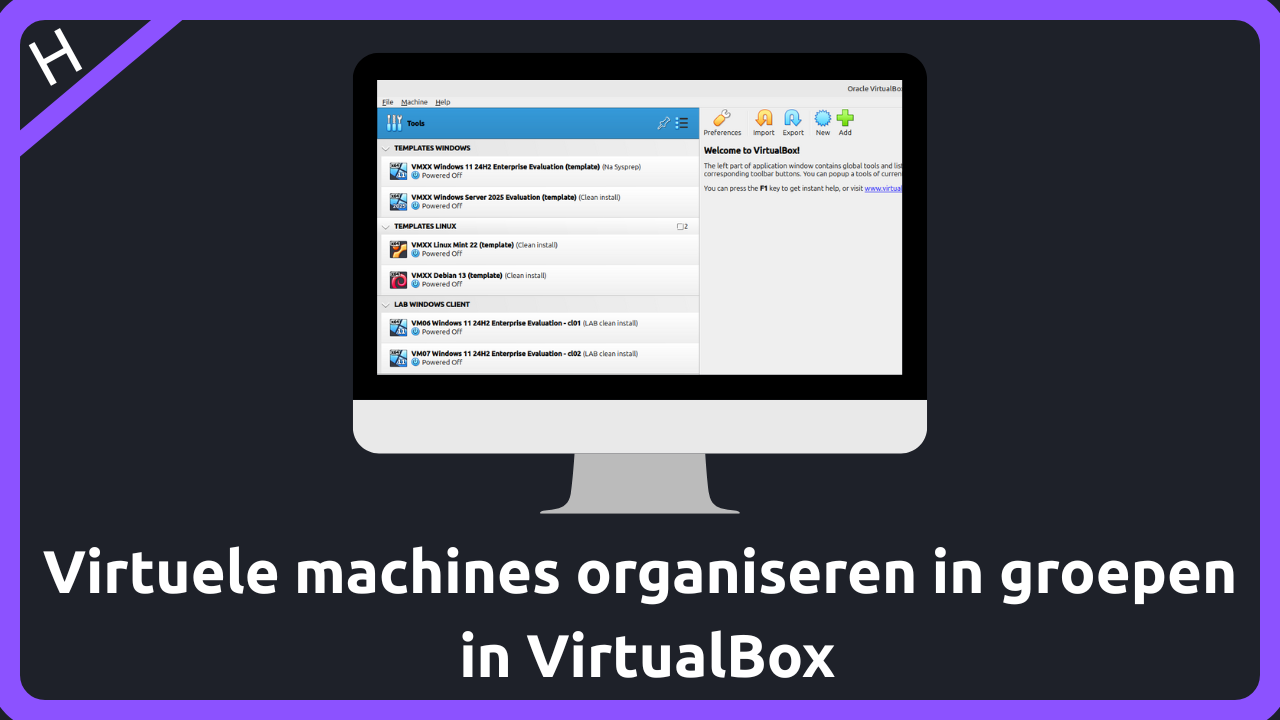 H
Oracle VirtualBo
File Machine Help
Tools
Preferences Import Export New Add
TEMPLATES WINDOWS
VMXX Windows 11 24H2 Enterprise Evaluation (template) (Na Sysprep)
Powered Off
VMXX Windows Server 2025 Evaluation (template) (Clean install)
Powered Off
TEMPLATES LINUX 2
VMXX Linux Mint 22 (template) (Clean install)
Powered Off
VMXX Debian 13 (template) (Clean install)
Powered Off
LAB WINDOWS CLIENT
VM06 Windows 11 24H2 Enterprise Evaluation - cl01 (LAB clean install)
Powered Off
VM07 Windows 11 24H2 Enterprise Evaluation - cl02 (LAB clean install)
Powered Off
Welcome to VirtualBox!
The left part of application window contains global tools and list
corresponding toolbar buttons. You can popup a tools of curren
You can press the F1 key to get instant help, or visit www.virtual
Virtuele machines organiseren in groepen
in VirtualBox